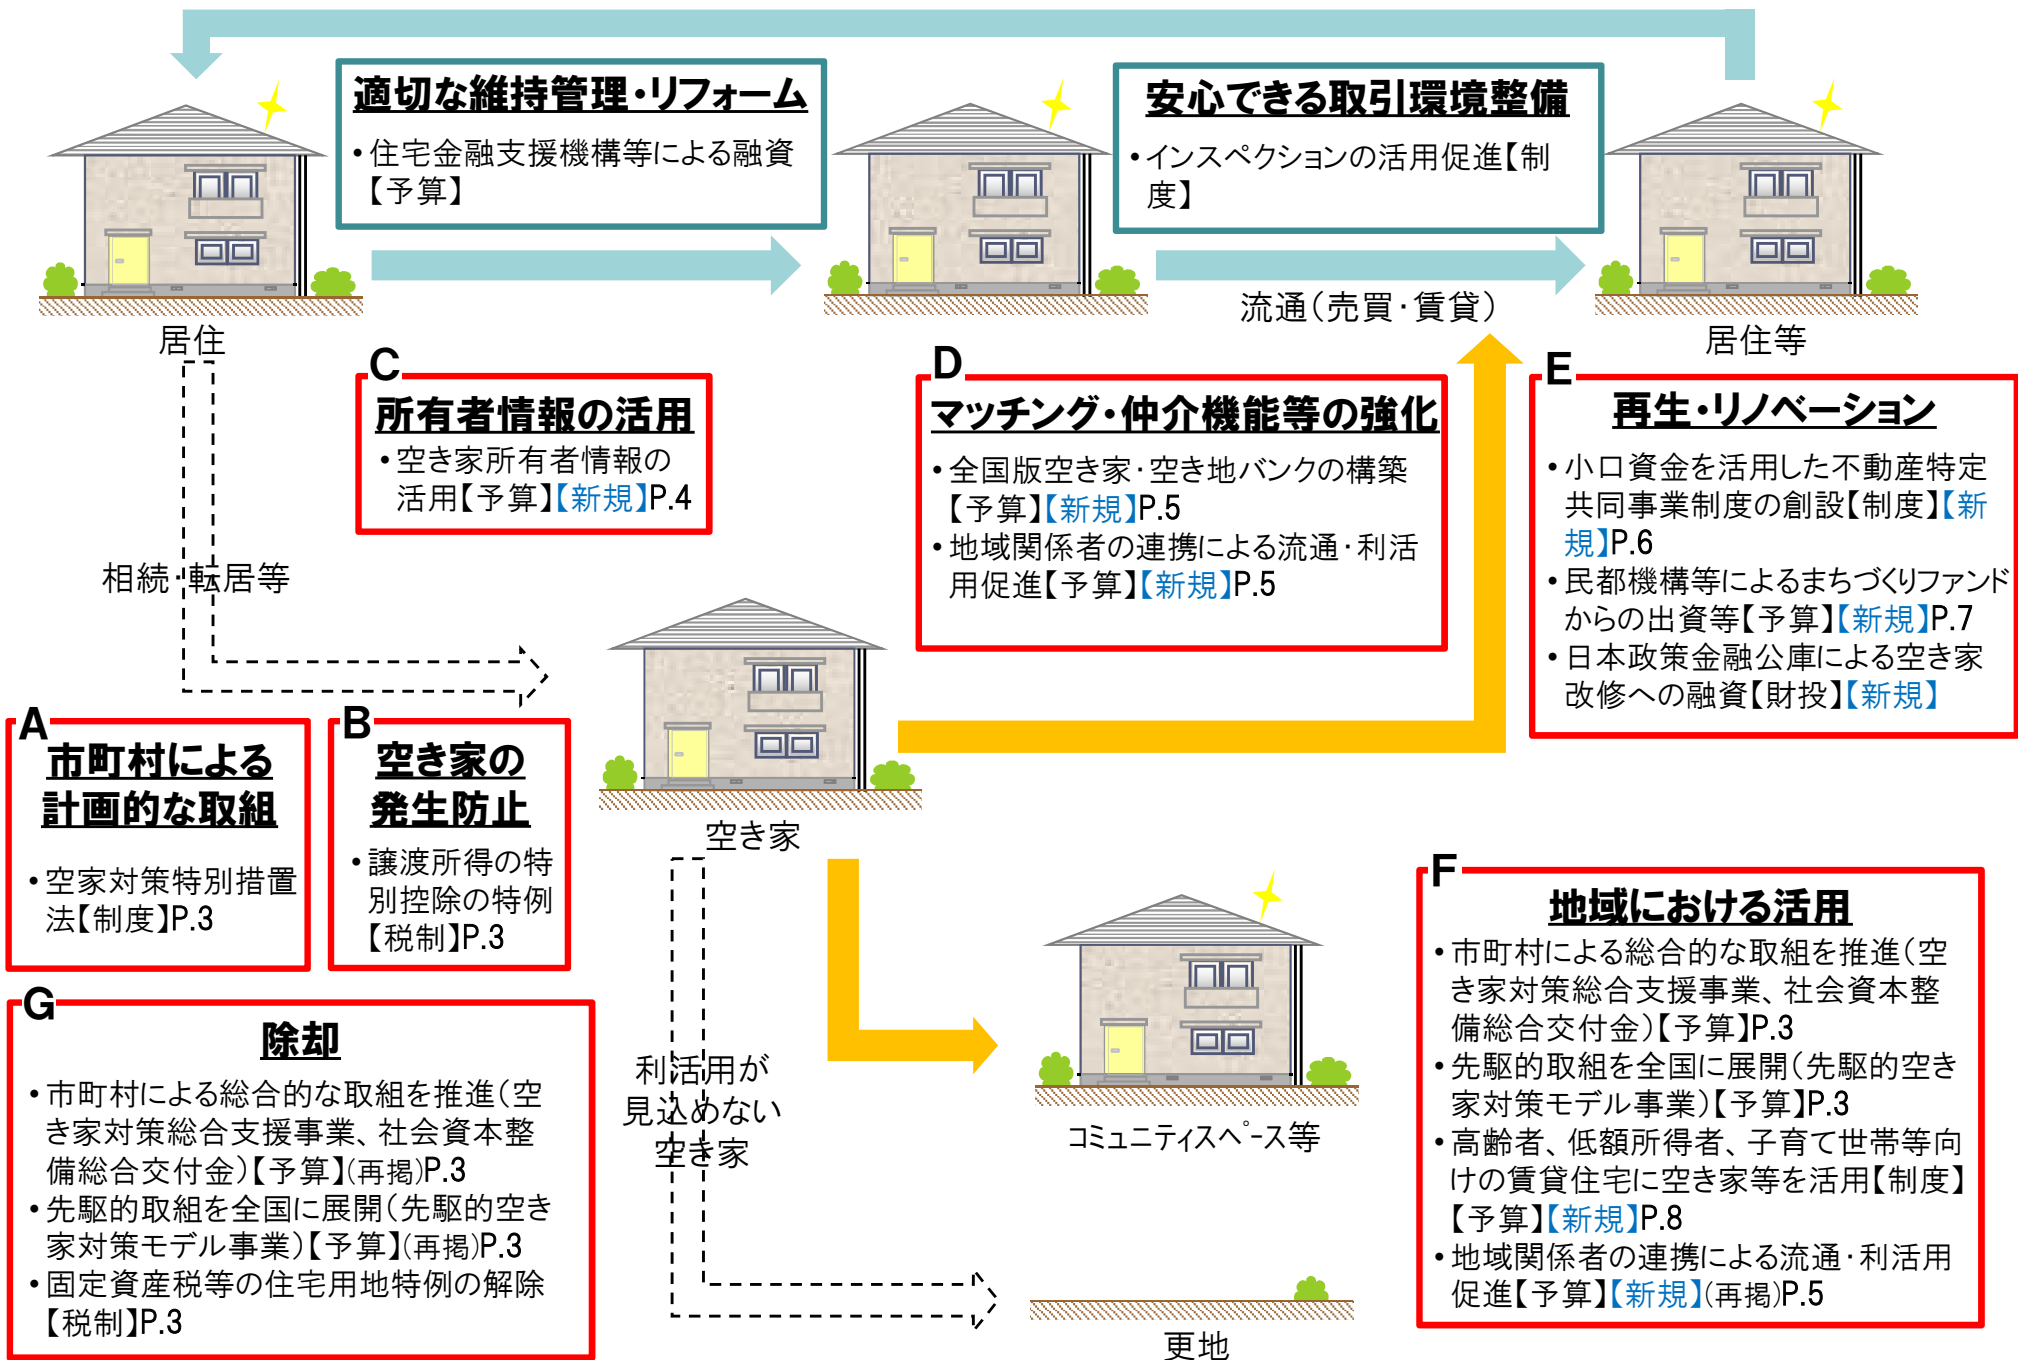 適切な維持管理・リフォーム
•住宅金融支援機構等による融資
【予算】
安心できる取引環境整備
•インスペクションの活用促進【制
度】
居住
流通（売買・賃貸）
居住等
C
所有者情報の活用
•空き家所有者情報の
活用【予算】【新規】P.4
D
マッチング・仲介機能等の強化
•全国版空き家・空き地バンクの構築
【予算】【新規】P.5
•地域関係者の連携による流通・利活
用促進【予算】【新規】P.5
E
再生・リノベーション
•小口資金を活用した不動産特定
共同事業制度の創設【制度】【新
規】P.6
•民都機構等によるまちづくりファンド
からの出資等【予算】【新規】P.7
•日本政策金融公庫による空き家
改修への融資【財投】【新規】
相続・転居等
A
市町村による
計画的な取組
•空家対策特別措置
法【制度】P.3
B
空き家の
発生防止
•譲渡所得の特
別控除の特例
【税制】P.3
空き家
G
除却
•市町村による総合的な取組を推進（空
き家対策総合支援事業、社会資本整
備総合交付金）【予算】(再掲)P.3
•先駆的取組を全国に展開（先駆的空き
家対策モデル事業）【予算】(再掲)P.3
•固定資産税等の住宅用地特例の解除
【税制】P.3
利活用が
見込めない
空き家
コミュニティスペース等
更地
F
地域における活用
•市町村による総合的な取組を推進（空
き家対策総合支援事業、社会資本整
備総合交付金）【予算】P.3
•先駆的取組を全国に展開（先駆的空き
家対策モデル事業）【予算】P.3
•高齢者、低額所得者、子育て世帯等向
けの賃貸住宅に空き家等を活用【制度】
【予算】【新規】P.8
•地域関係者の連携による流通・利活用
促進【予算】【新規】(再掲)P.5